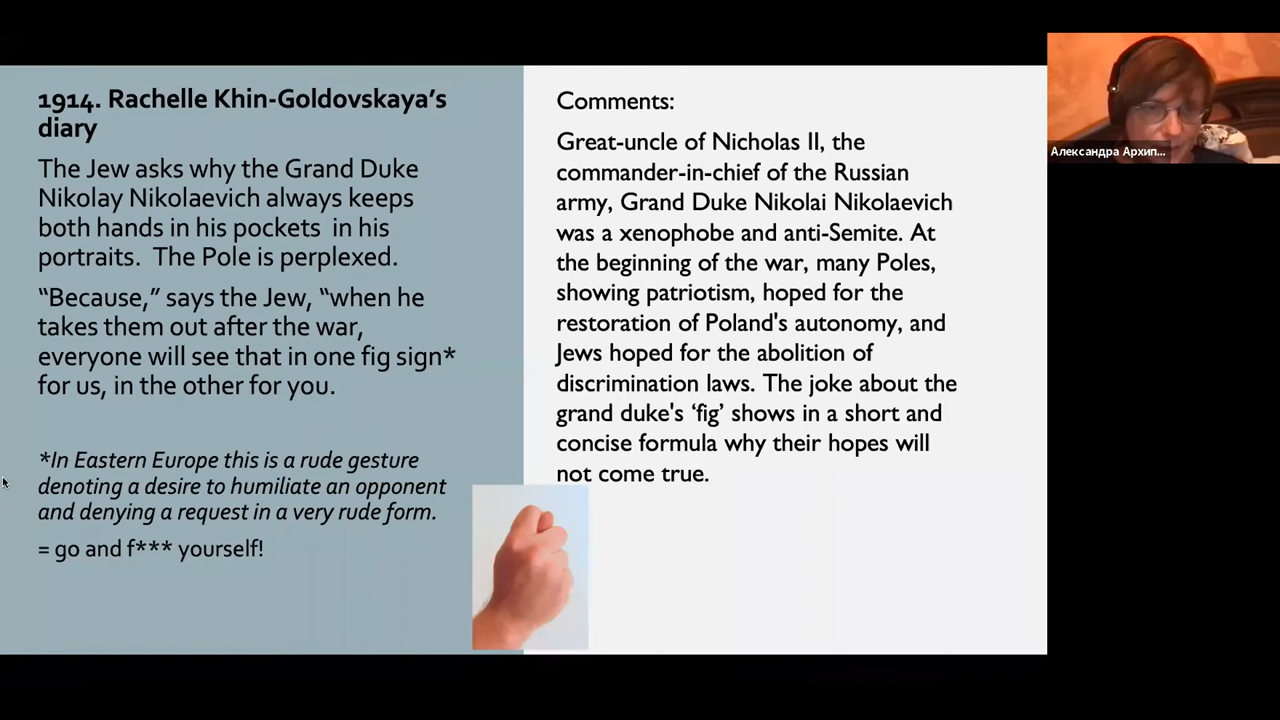 1914. Rachelle Khin-Goldovskaya’s
diary
The Jew asks why the Grand Duke
Nikolay Nikolaevich always keeps
both hands in his pockets in his
portraits. The Pole is perplexed.
“Because,” says the Jew, “when he
takes them out after the war,
everyone will see that in one fig sign*
for us, in the other for you.
*In Eastern Europe this is a rude gesture
denoting a desire to humiliate an opponent
and denying a request in a very rude form.
= go and f*** yourself!
Comments:
Great-uncle of Nicholas II, the
commander-in-chief of the Russian
army, Grand Duke Nikolai Nikolaevich
was a xenophobe and anti-Semite. At
the beginning of the war, many Poles,
showing patriotism, hoped for the
restoration of Poland's autonomy, and
Jews hoped for the abolition of
discrimination laws. The joke about the
grand duke's ‘fig’ shows in a short and
concise formula why their hopes will
not come true.
Александра Архип...